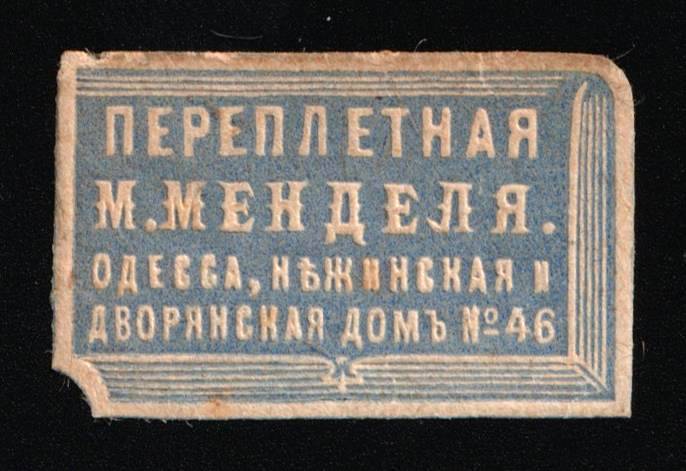 ПЕРЕПЛЕТНАЯ
М.МЕНДЕЛЯ.
ОДЕССА, НѢЖИНСКАЯ И
ДВОРЯНСКАЯ ДОМЪ №46